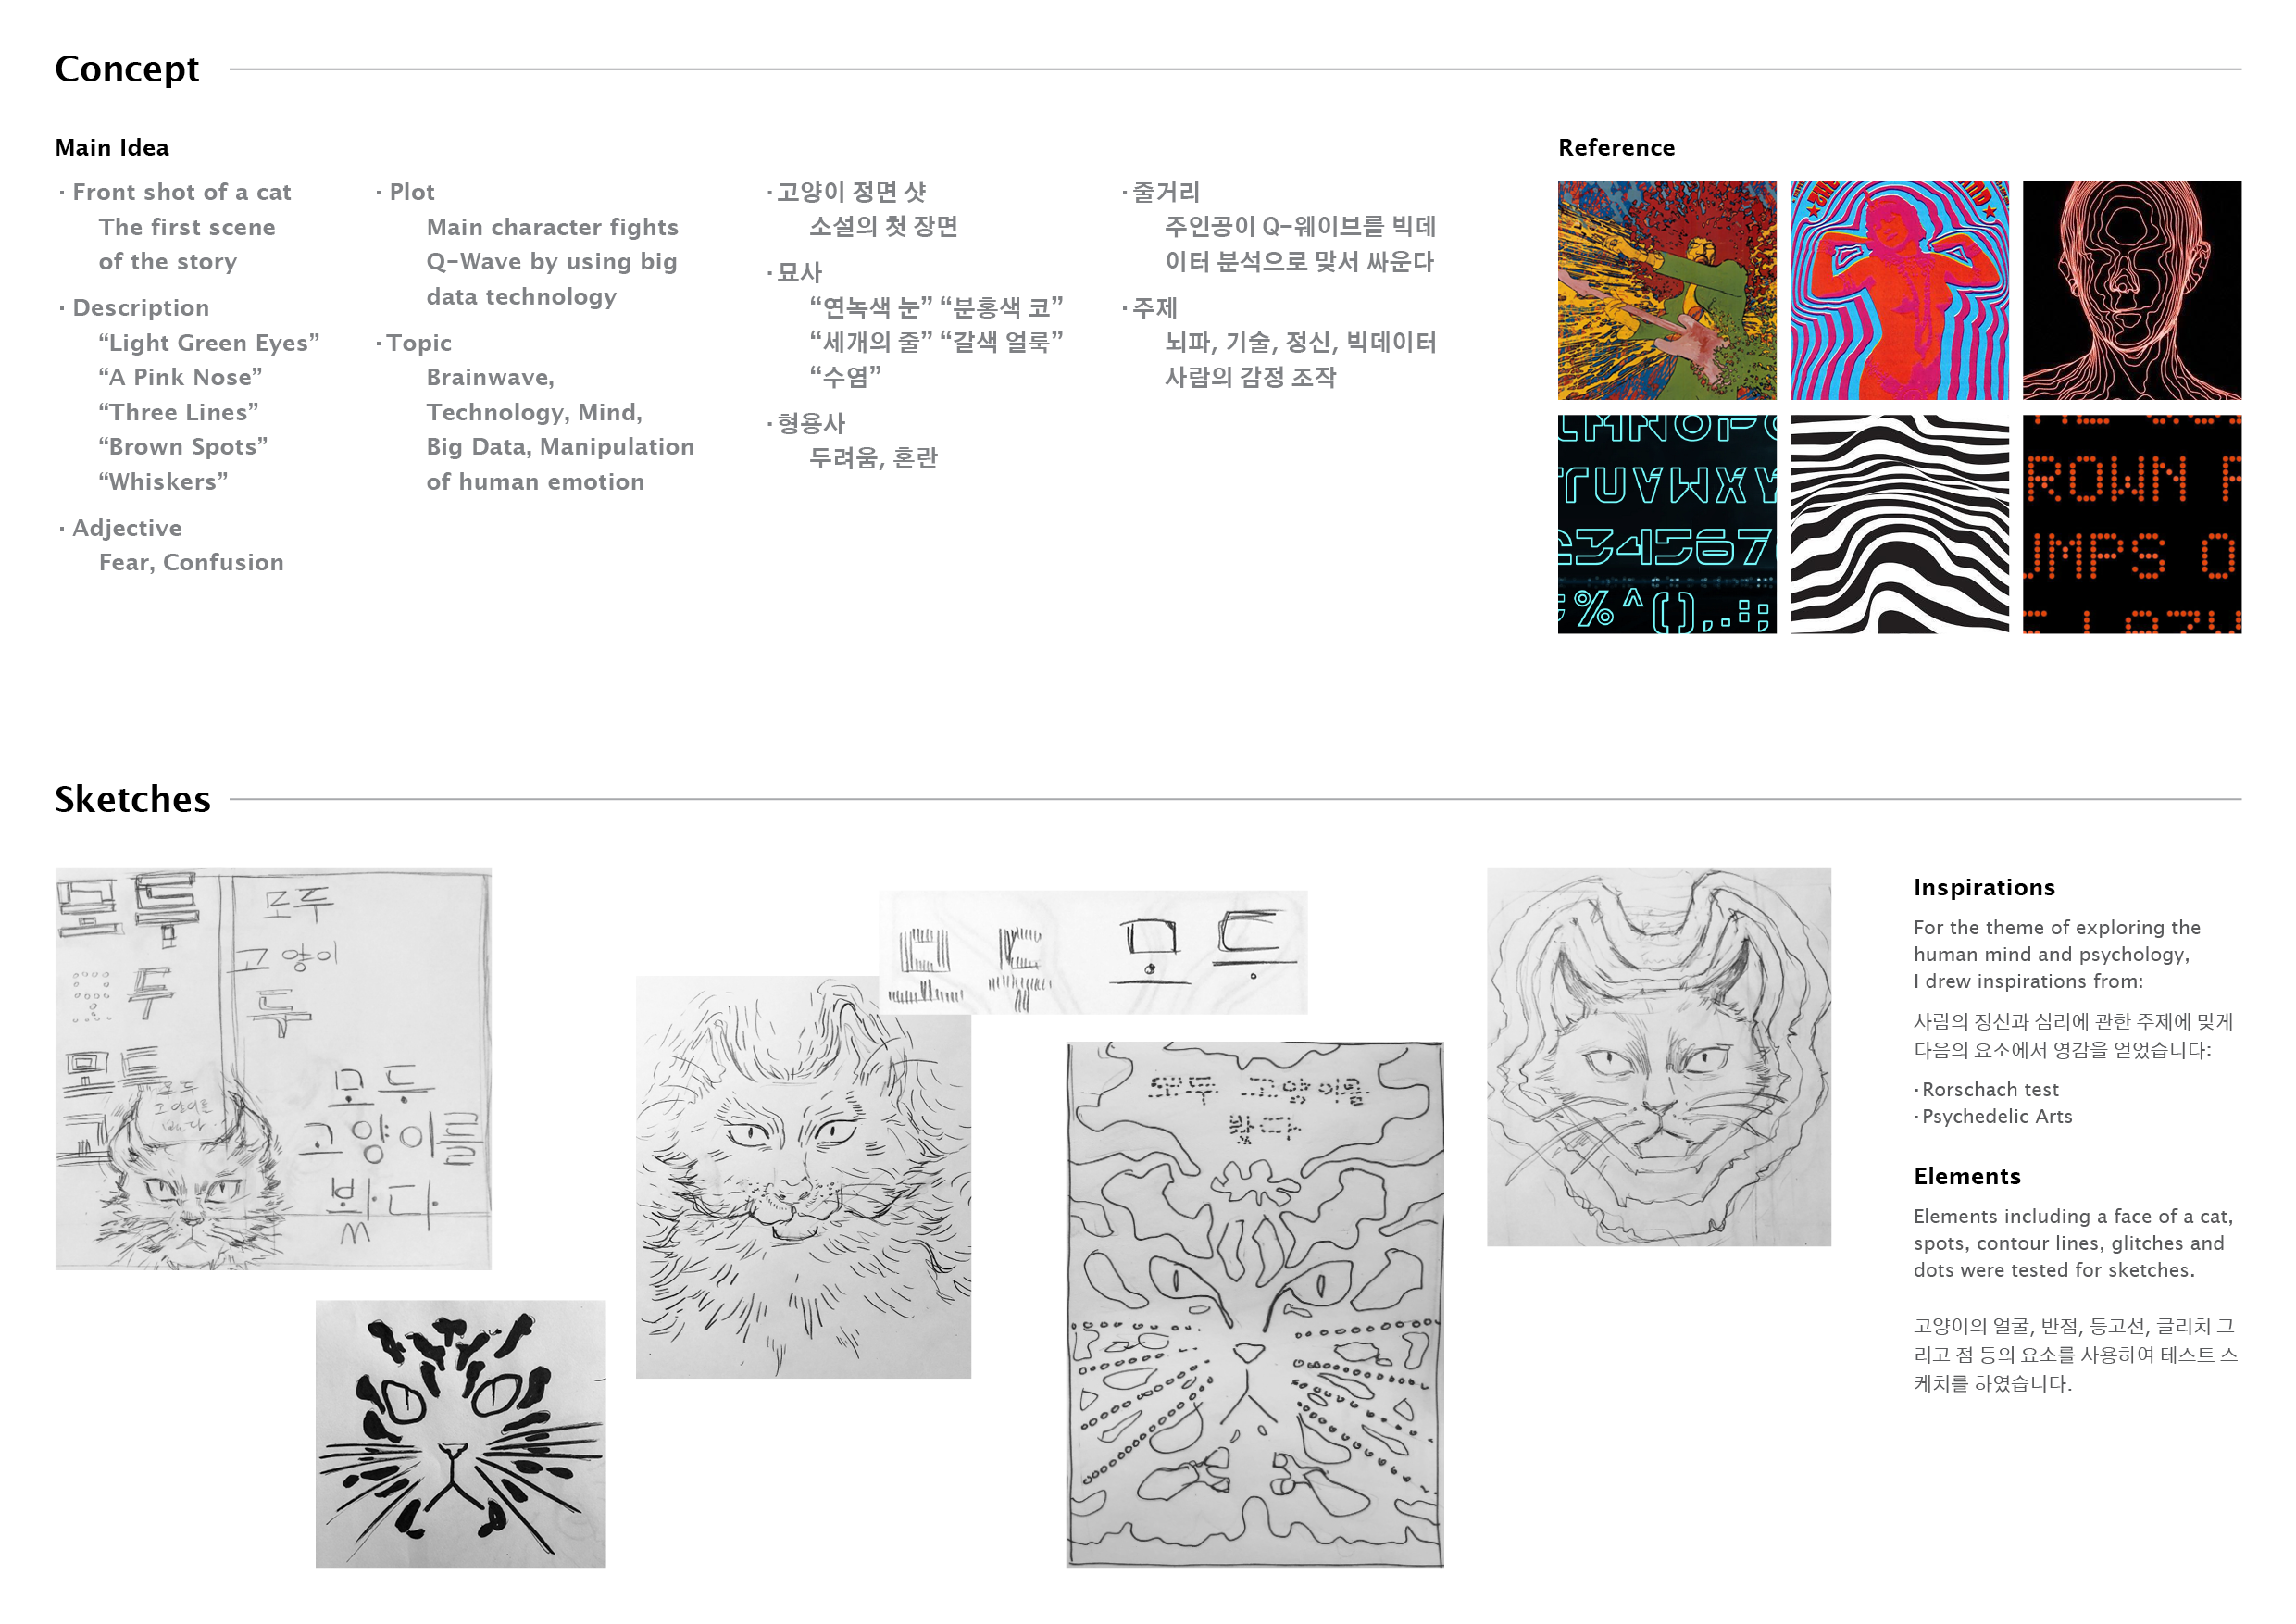 Concept
Main Idea
· Front shot of a cat
The first scene
of the story
· Description
“Light Green Eyes”
“A Pink Nose”
“Three Lines”
“Brown Spots”
“Whiskers”
· Adjective
Fear, Confusion
· Plot
Main character fights
Q-Wave by using big
data technology
· Topic
Brainwave,
Technology, Mind,
Big Data, Manipulation
of human emotion
· 고양이 정면 샷
소설의 첫 장면
· 묘사
“연녹색 눈” “분홍색 코”
“세개의 줄” “갈색 얼룩”
“수염”
· 형용사
두려움, 혼란
· 줄거리
주인공이 Q-웨이브를 빅데
이터 분석으로 맞서 싸운다
· 주제
뇌파, 기술, 정신, 빅데이터
사람의 감정 조작
Reference
TUVWXY
234567
%^(),.:;
ROWN
UMPS O
Sketches
모두
모두
고양이
두
두
모두
모두
고양이를
봤다
모두
고양이를
봤다
모두 모두
모두 고양이를
봤다
Inspirations
For the theme of exploring the
human mind and psychology,
I drew inspirations from:
사람의 정신과 심리에 관한 주제에 맞게
다음의 요소에서 영감을 얻었습니다:
· Rorschach test
· Psychedelic Arts
Elements
Elements including a face of a cat,
spots, contour lines, glitches and
dots were tested for sketches.
고양이의 얼굴, 반점, 등고선, 글리치 그
리고 점 등의 요소를 사용하여 테스트 스
케치를 하였습니다.